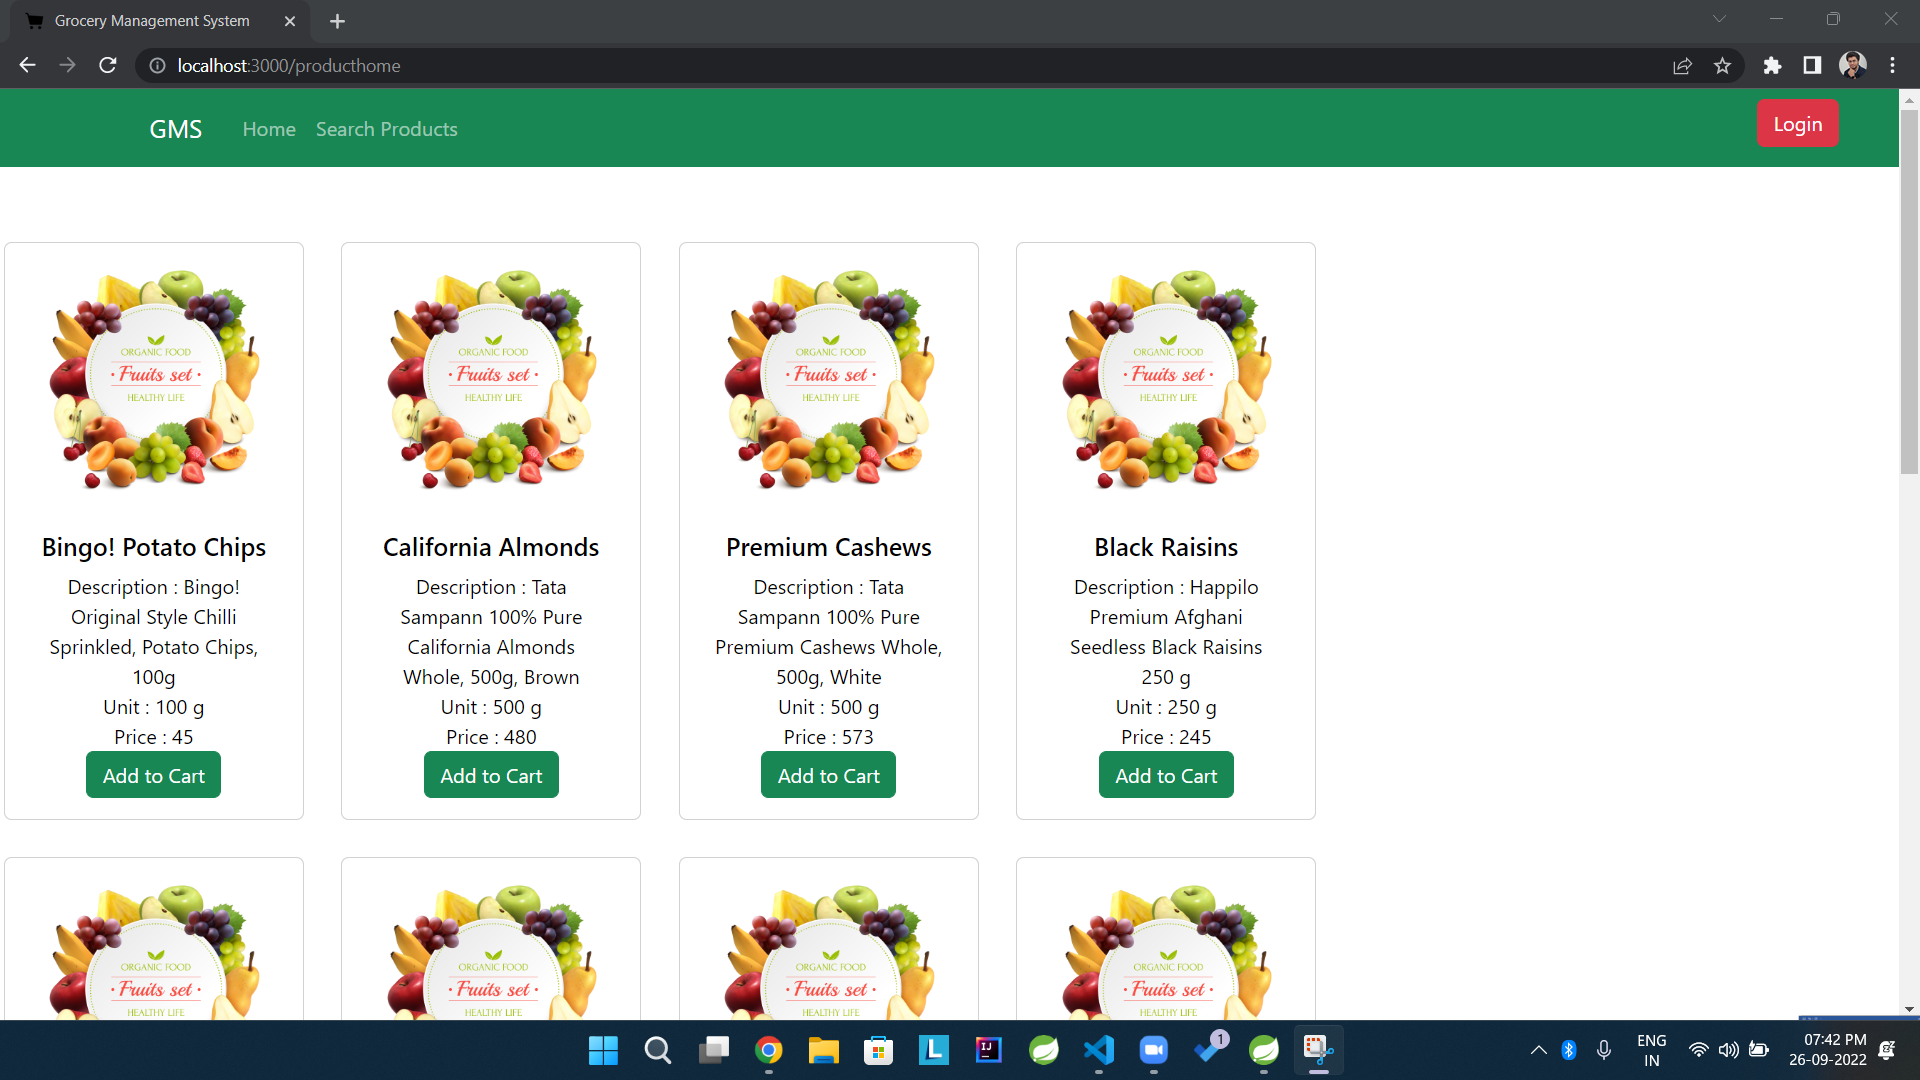 Grocery Management System
localhost:3000/producthome
GMS
Home
Search Products
Login
ORGANIC FOOD
Fruits set
HEALTHY LIFE
Bingo! Potato Chips
Description : Bingo!
Original Style Chilli
Sprinkled, Potato Chips,
100g
Unit : 100 g
Price : 45
Add to Cart
ORGANIC FOOD
Fruits set
HEALTHY LIFE
California Almonds
Description : Tata
Sampann 100% Pure
California Almonds
Whole, 500g, Brown
Unit : 500 g
Price : 480
Add to Cart
ORGANIC FOOD
Fruits set
HEALTHY LIFE
Premium Cashews
Description : Tata
Sampann 100% Pure
Premium Cashews Whole,
500g, White
Unit : 500 g
Price : 573
Add to Cart
ORGANIC FOOD
Fruits set
HEALTHY LIFE
Black Raisins
Description : Happilo
Premium Afghani
Seedless Black Raisins
250 g
Unit : 250 g
Price : 245
Add to Cart
ORGANIC FOOD
Fruits set
HEALTHY LIFE
ORGANIC FOOD
Fruits set
HEALTHY LIFE
ORGANIC FOOD
Fruits set
HEALTHY LIFE
ORGANIC FOOD
Fruits set
HEALTHY LIFE
L
IJ
1
ENG
IN
07:42 PM
26-09-2022